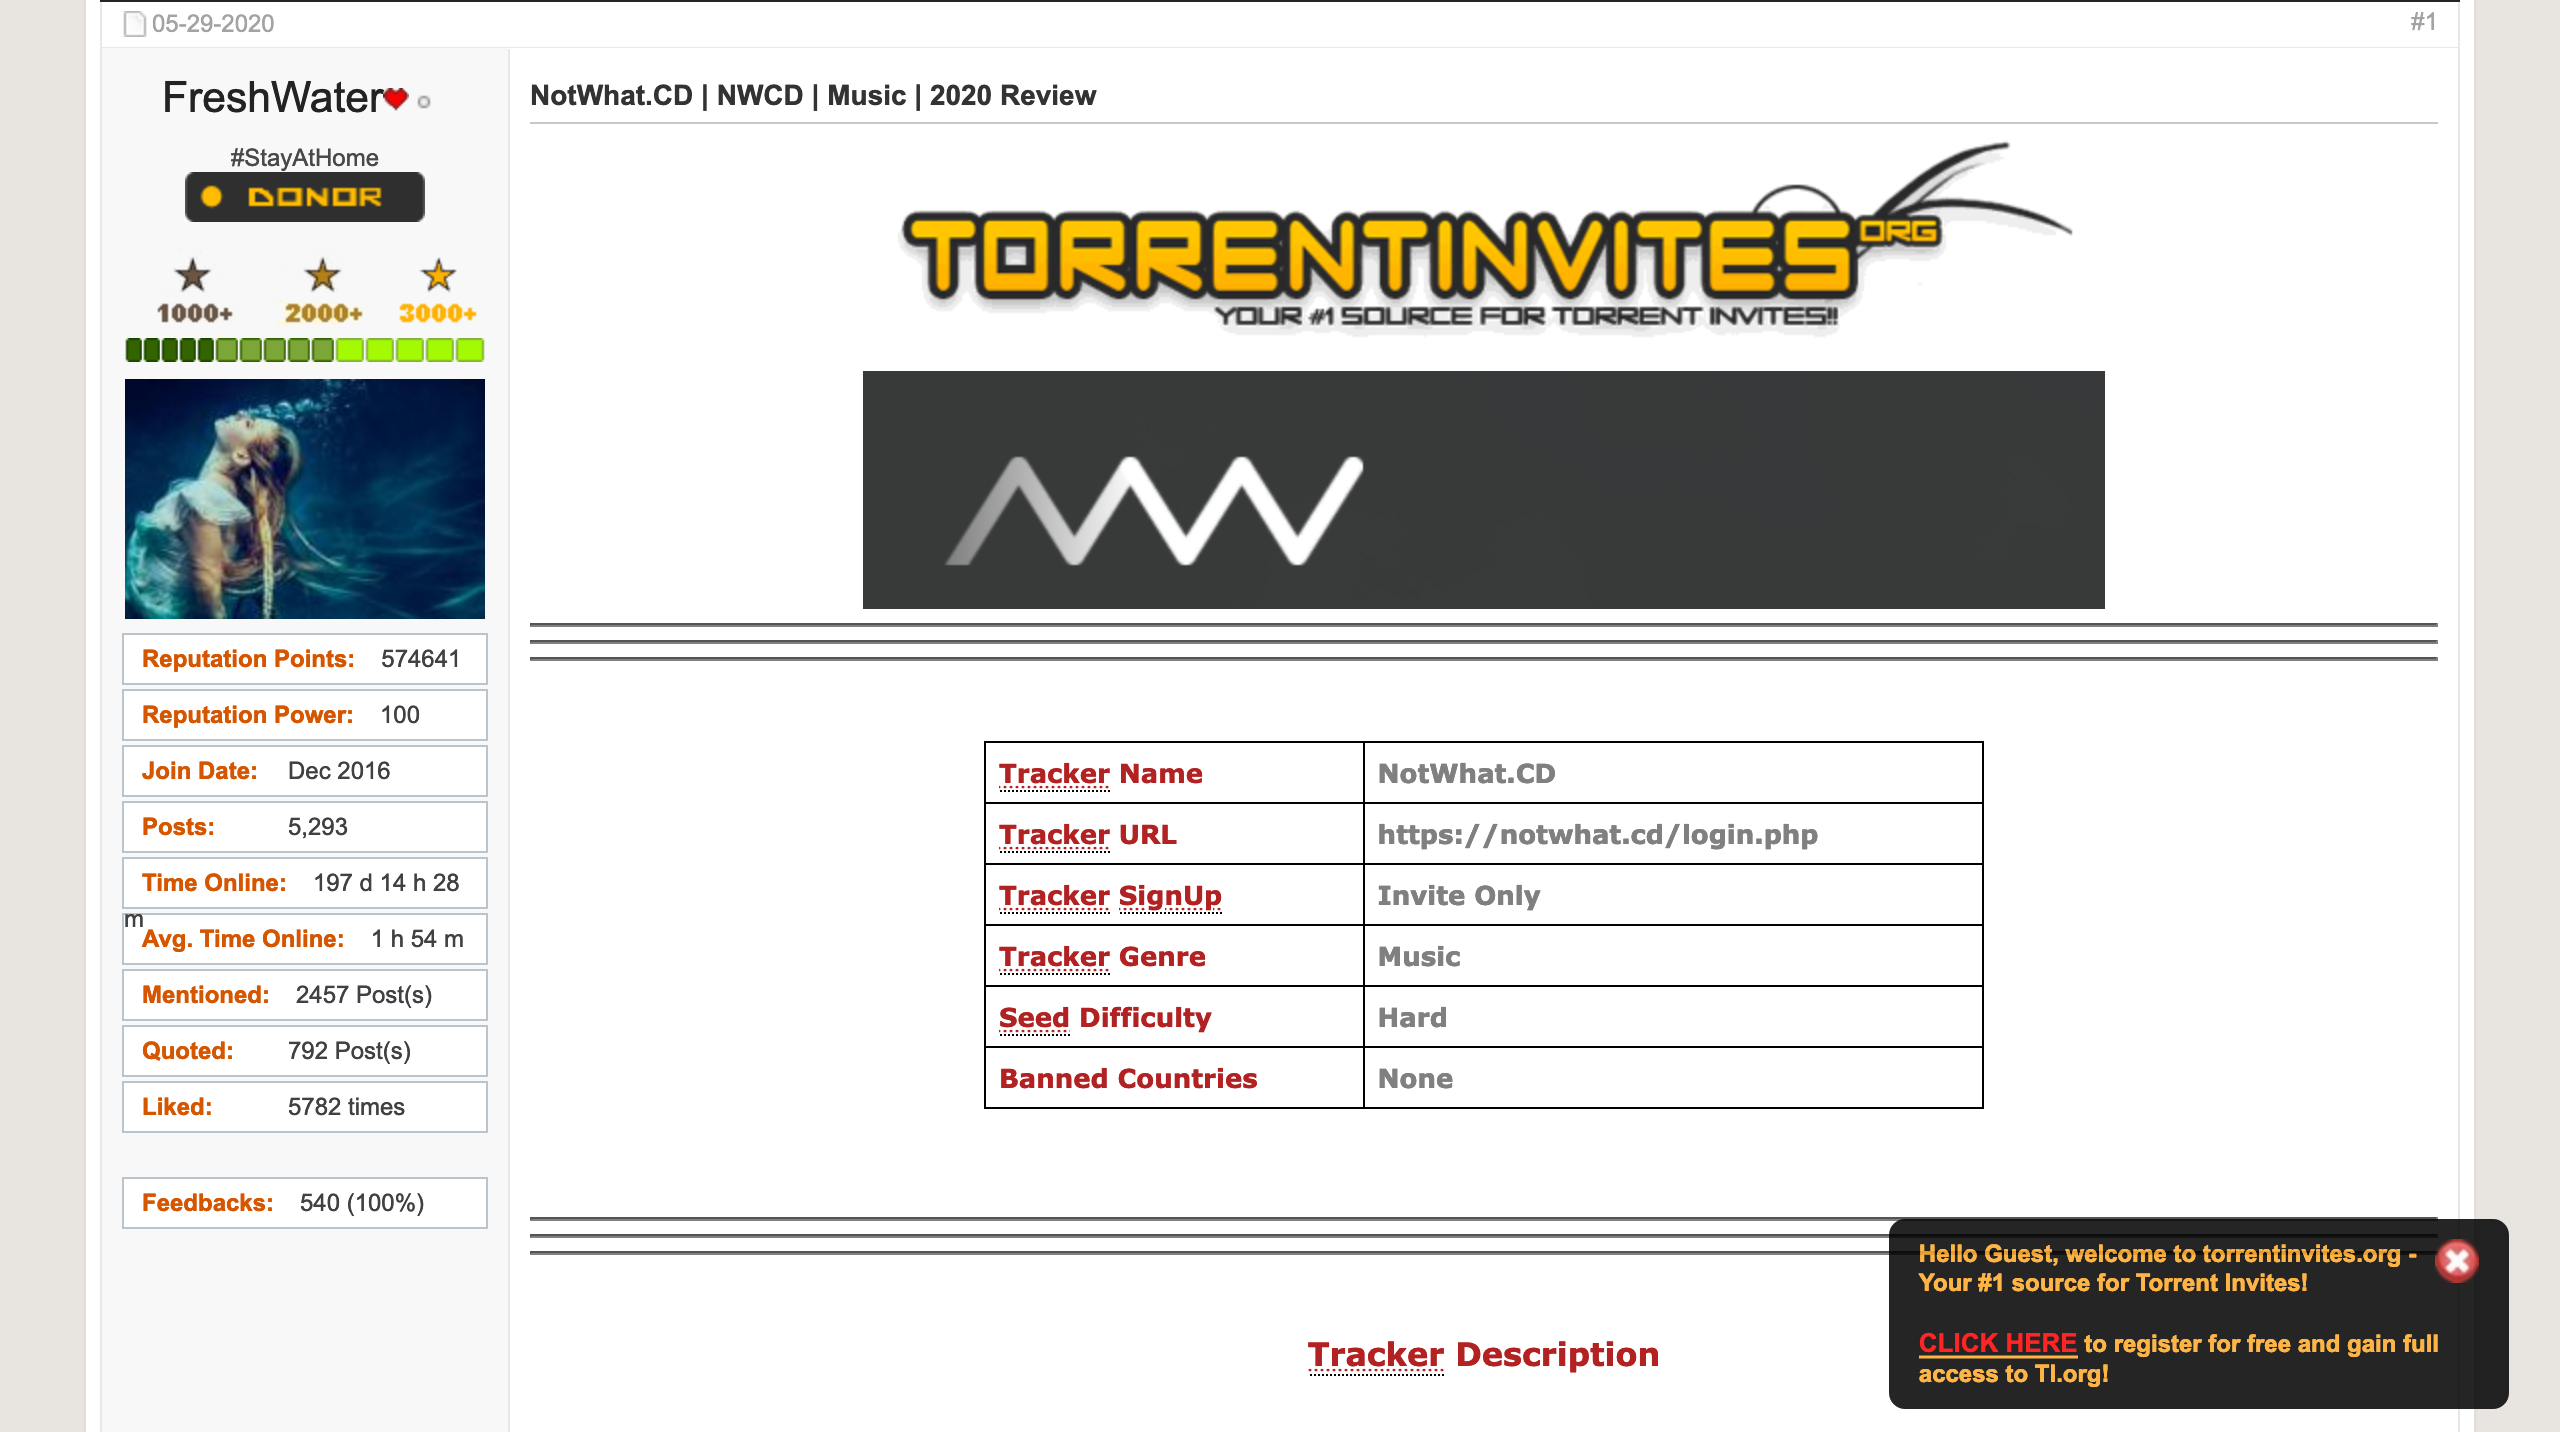 05-29-2020
#1
FreshWater
#StayAtHome
DONOR
1000+ 2000+ 3000+
Reputation Points: 574641
Reputation Power: 100
Join Date: Dec 2016
Posts: 5,293
Time Online: 197 d 14 h 28
m
Avg. Time Online: 1 h 54 m
Mentioned: 2457 Post(s)
Quoted: 792 Post(s)
Liked: 5782 times
Feedbacks: 540 (100%)
NotWhat.CD | NWCD | Music | 2020 Review
TORRENTINVITES ORG
YOUR #1 SOURCE FOR TORRENT INVITES!!
NW
Tracker Name NotWhat.CD
Tracker URL https://notwhat.cd/login.php
Tracker SignUp Invite Only
Tracker Genre Music
Seed Difficulty Hard
Banned Countries None
Tracker Description
Hello Guest, welcome to torrentinvites.org -
Your #1 source for Torrent Invites!
CLICK HERE to register for free and gain full
access to TI.org!